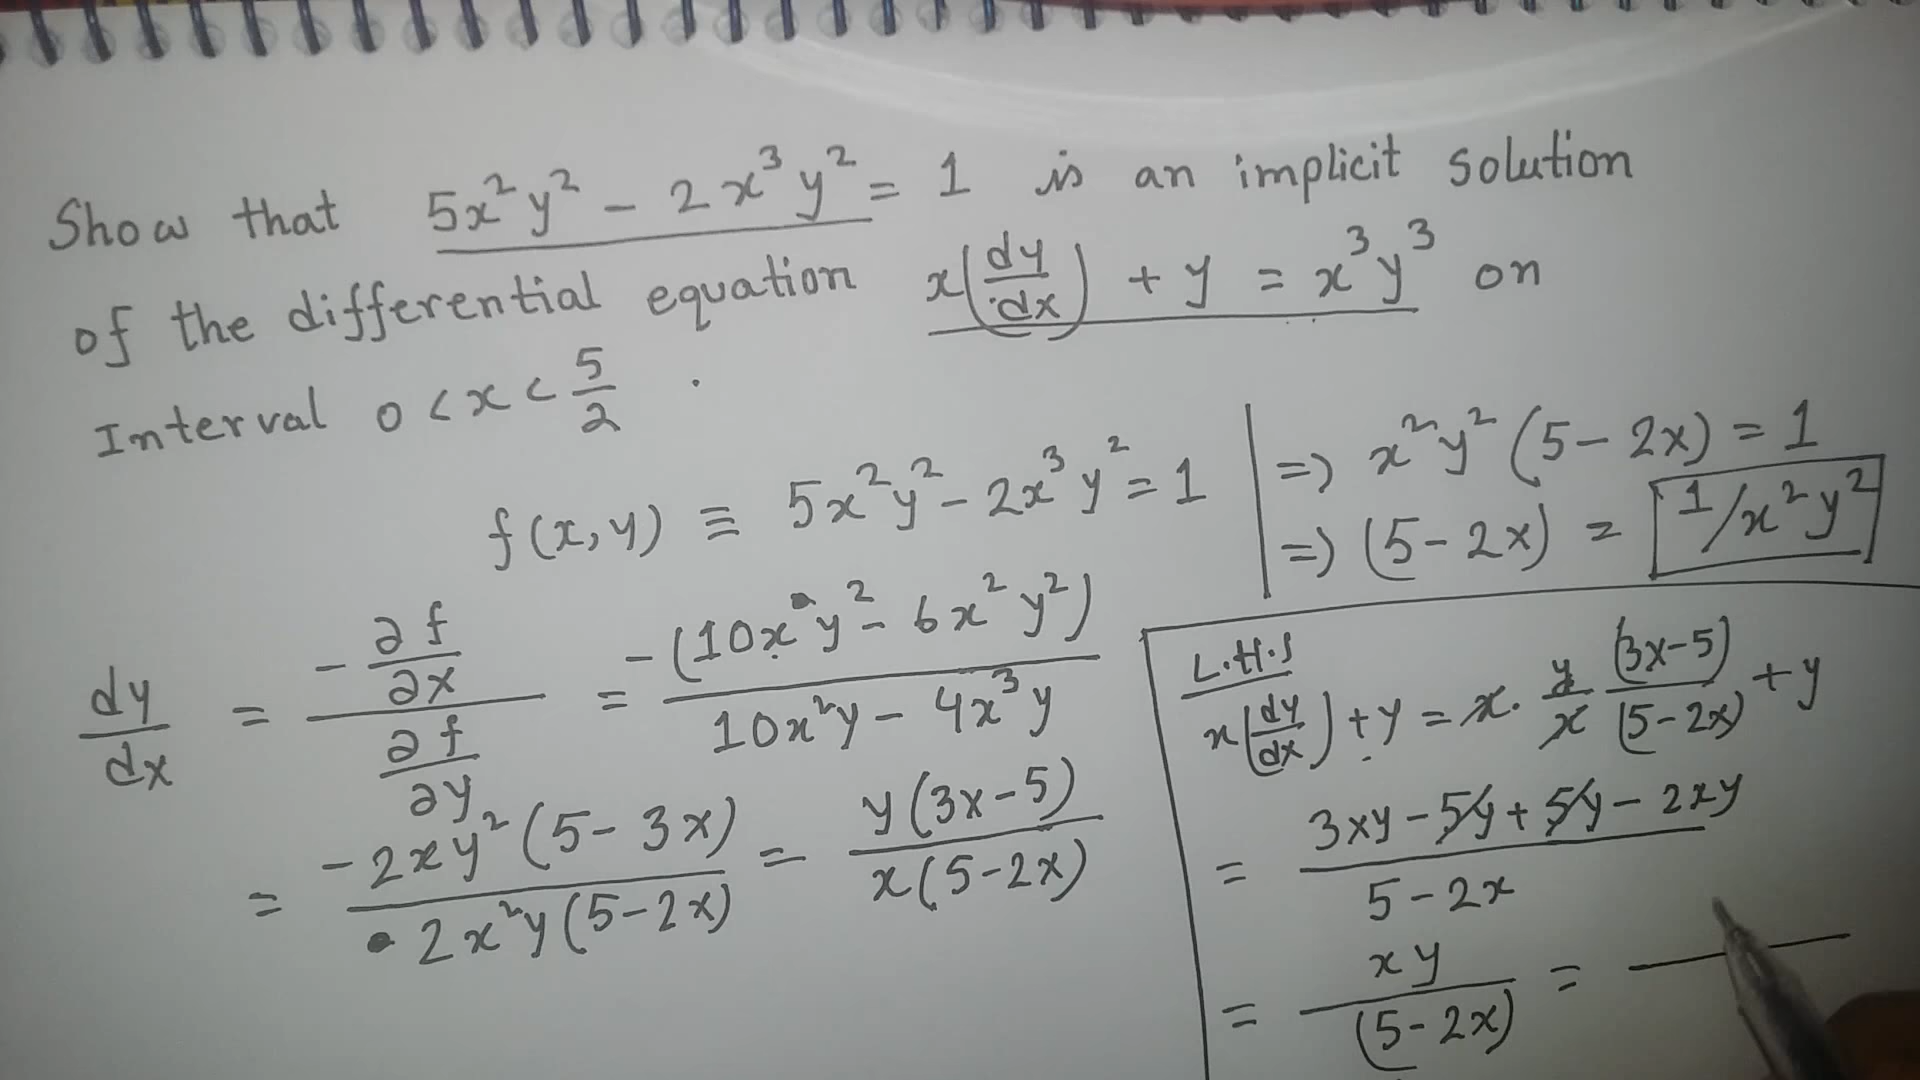 Show that 5x²y² - 2x³y² = 1 is an implicit solution
of the differential equation x(dy/dx) + y = x³y³ on
Interval 0 < x < 5/2 .
f(x,y) ≡ 5x²y² - 2x³y² = 1
=> x²y² (5 - 2x) = 1
=> (5 - 2x) = 1/x²y²
dy/dx = (-∂f/∂x)/(∂f/∂y) = -(10xy² - 6x²y²)/(10x²y - 4x³y)
= -2xy²(5 - 3x)/2x²y(5 - 2x) = y(3x - 5)/x(5 - 2x)
L.H.S
x(dy/dx) + y = x. y/x (3x-5)/(5-2x) + y
= (3xy - 5y + 5y - 2xy)/(5 - 2x)
= xy/(5 - 2x) =